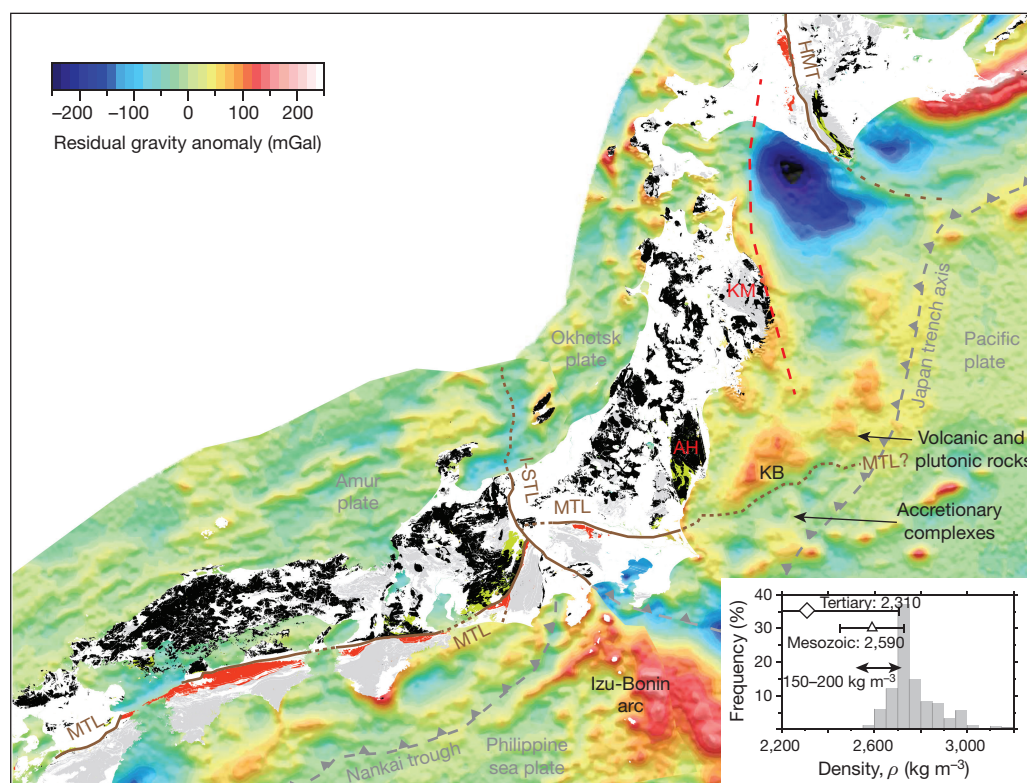 HMT
−200 −100 0 100 200
Residual gravity anomaly (mGal)
KM
Okhotsk
plate
Japan trench axis
Pacific
plate
AH
KB
Volcanic and
plutonic rocks
MTL?
I-STL
Amur
plate
MTL
Accretionary
complexes
MTL
Izu-Bonin
arc
MTL
Nankai trough
Philippine
sea plate
40
30
20
10
Frequency (%)
Tertiary: 2,310
Mesozoic: 2,590
150–200 kg m−3
2,200 2,600 3,000
Density, ρ (kg m−3)